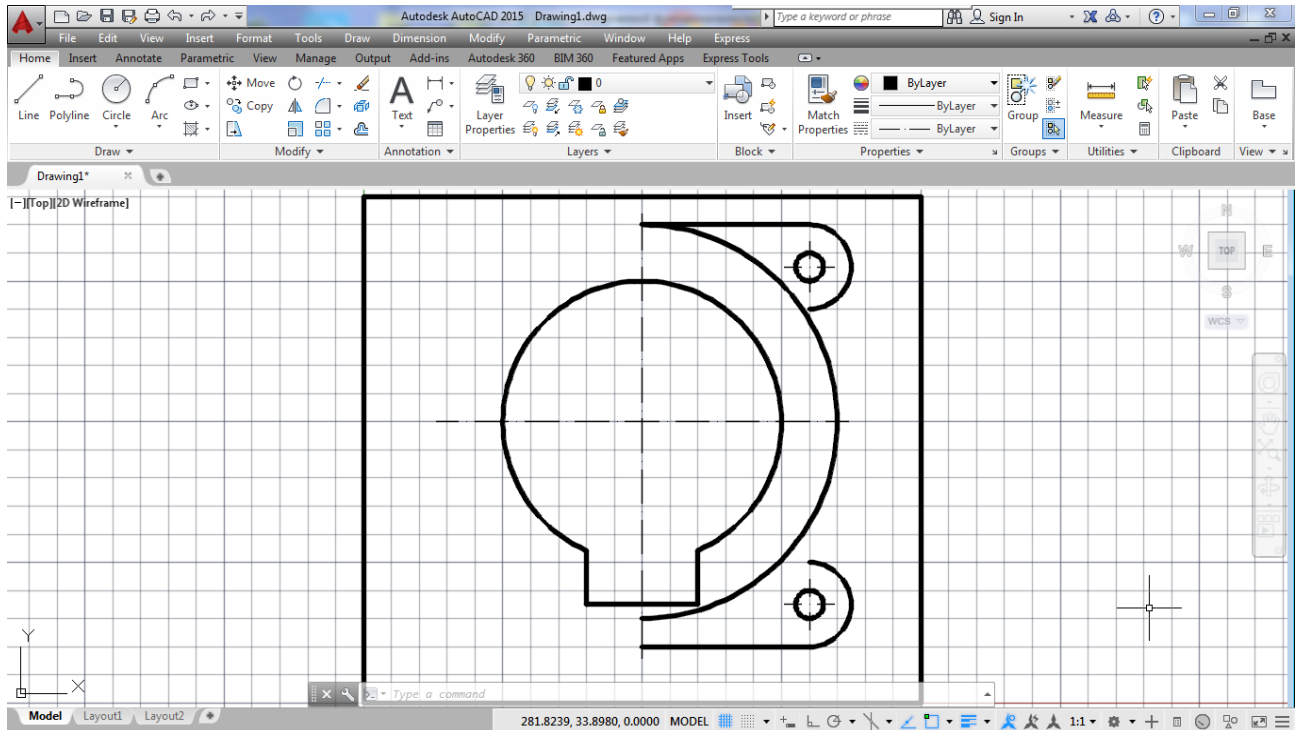 Autodesk AutoCAD 2015 Drawing1.dwg Type a keyword or phrase Sign In
File Edit View Insert Format Tools Draw Dimension Modify Parametric Window Help Express
Home Insert Annotate Parametric View Manage Output Add-ins Autodesk 360 BIM 360 Featured Apps Express Tools
Line Polyline Circle Arc Move Copy Text Layer Properties 0 Insert Match Properties ByLayer ByLayer ByLayer Group Measure Paste Base
Draw Modify Annotation Layers Block Properties Groups Utilities Clipboard View
Drawing1*
[−][Top][2D Wireframe]
N
W TOP E
S
WCS
Y
X
Type a command
Model Layout1 Layout2 281.8239, 33.8980, 0.0000 MODEL 1:1